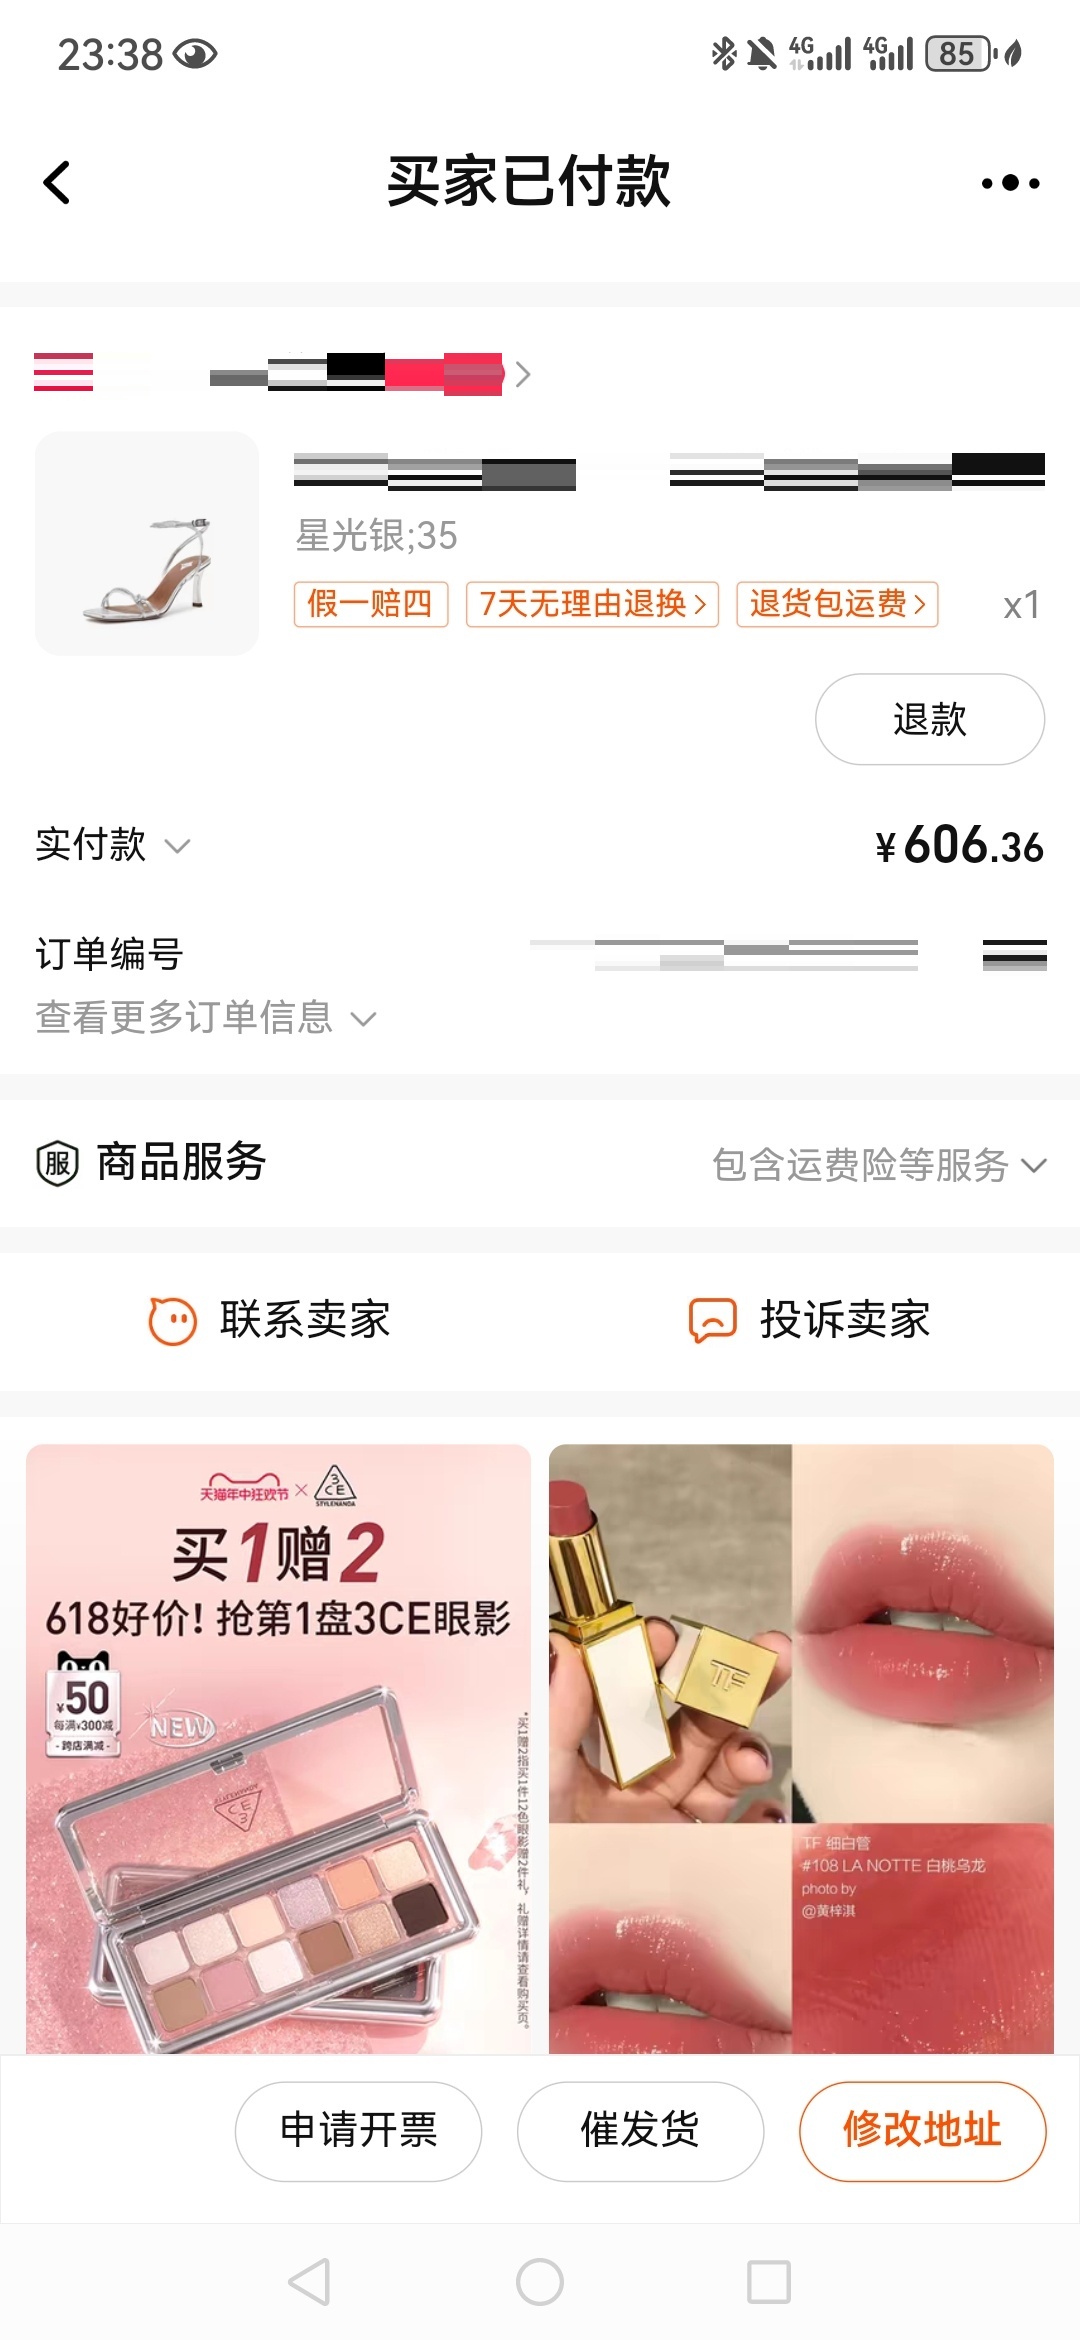 23:38
4G 4G 85
买家已付款
星光银;35
假一赔四 7天无理由退换 退货包运费 x1
退款
实付款 ¥606.36
订单编号
查看更多订单信息
服 商品服务 包含运费险等服务
联系卖家 投诉卖家
天猫年中狂欢节 × 3CE
STYLENANDA
买1赠2
618好价! 抢第1盘3CE眼影
¥50
每满¥300减
-跨店满减-
NEW
*买1赠2指买1件12色眼影赠2件礼，礼赠详情请查看购买页。
TF
TF 细白管
#108 LA NOTTE 白桃乌龙
photo by
@黄梓淇
申请开票 催发货 修改地址